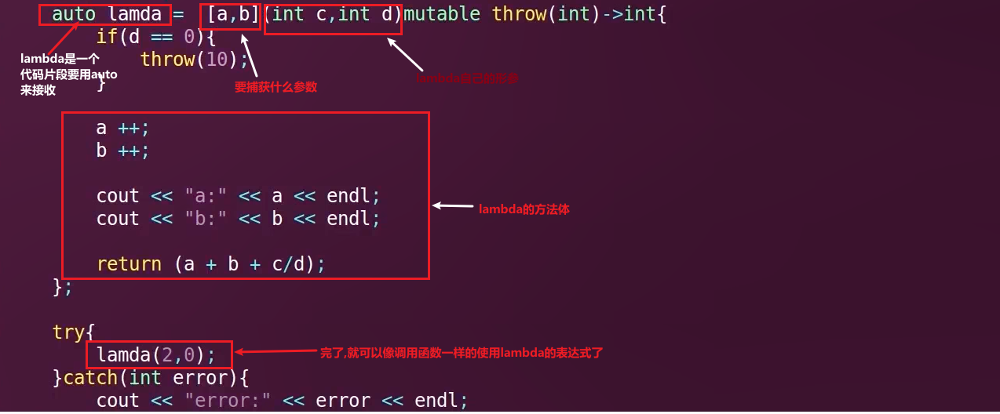 auto lamda = [a,b](int c,int d)mutable throw(int)->int{
if(d == 0){
throw(10);
}
lambda是一个
代码片段要用auto
来接收
要捕获什么参数
lambda自己的形参
a ++;
b ++;
cout << "a:" << a << endl;
cout << "b:" << b << endl;
lambda的方法体
return (a + b + c/d);
};
try{
lamda(2,0);
完了,就可以像调用函数一样的使用lambda的表达式了
}catch(int error){
cout << "error:" << error << endl;